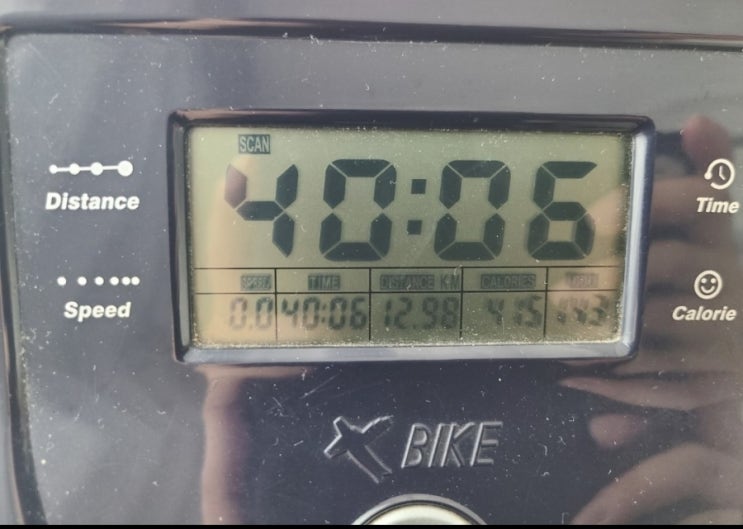 SCAN
40:06
Distance
Time
SPEED TIME DISTANCE KM CALORIES
0.0 40:06 12.98 415
Speed
Calorie
X BIKE